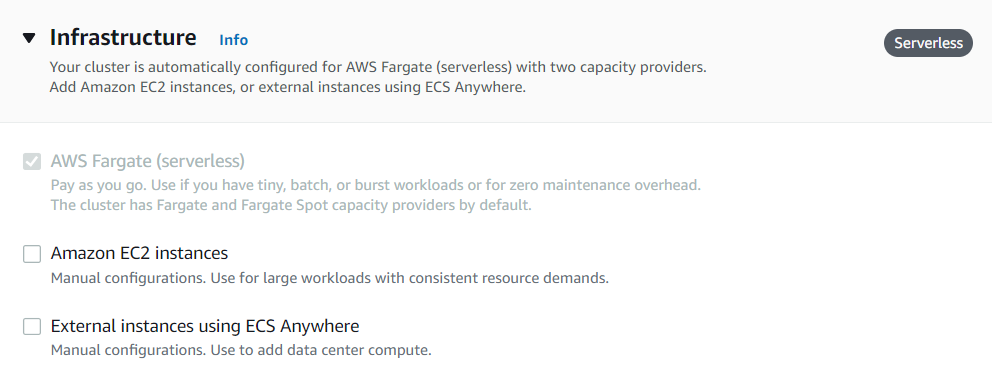 Infrastructure Info
Serverless
Your cluster is automatically configured for AWS Fargate (serverless) with two capacity providers.
Add Amazon EC2 instances, or external instances using ECS Anywhere.
AWS Fargate (serverless)
Pay as you go. Use if you have tiny, batch, or burst workloads or for zero maintenance overhead.
The cluster has Fargate and Fargate Spot capacity providers by default.
Amazon EC2 instances
Manual configurations. Use for large workloads with consistent resource demands.
External instances using ECS Anywhere
Manual configurations. Use to add data center compute.